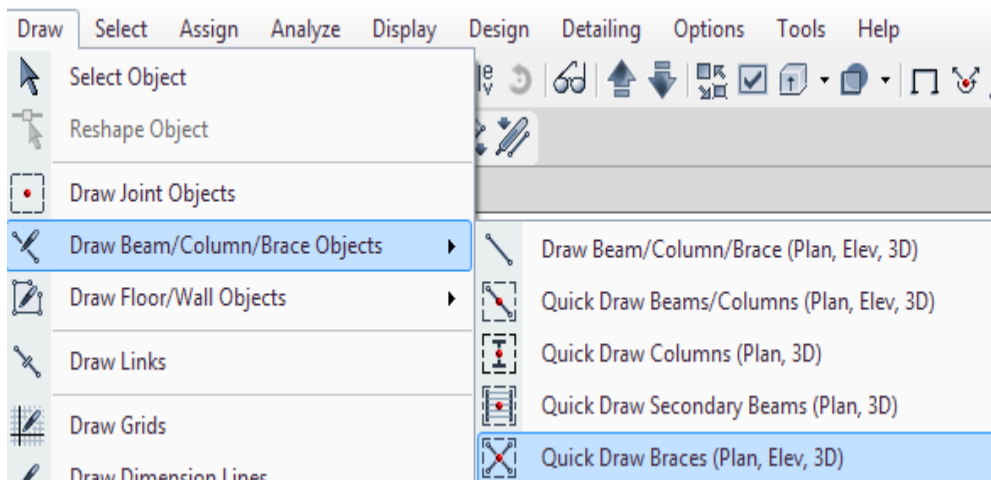 Draw Select Assign Analyze Display Design Detailing Options Tools Help
Select Object
Reshape Object
Draw Joint Objects
Draw Beam/Column/Brace Objects
Draw Floor/Wall Objects
Draw Links
Draw Grids
Draw Dimension Lines
Draw Beam/Column/Brace (Plan, Elev, 3D)
Quick Draw Beams/Columns (Plan, Elev, 3D)
Quick Draw Columns (Plan, 3D)
Quick Draw Secondary Beams (Plan, 3D)
Quick Draw Braces (Plan, Elev, 3D)